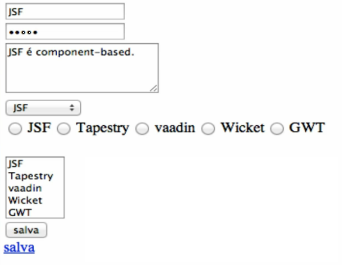 JSF
•••••
JSF é component-based.
JSF
JSF Tapestry vaadin Wicket GWT
JSF
Tapestry
vaadin
Wicket
GWT
salva
salva